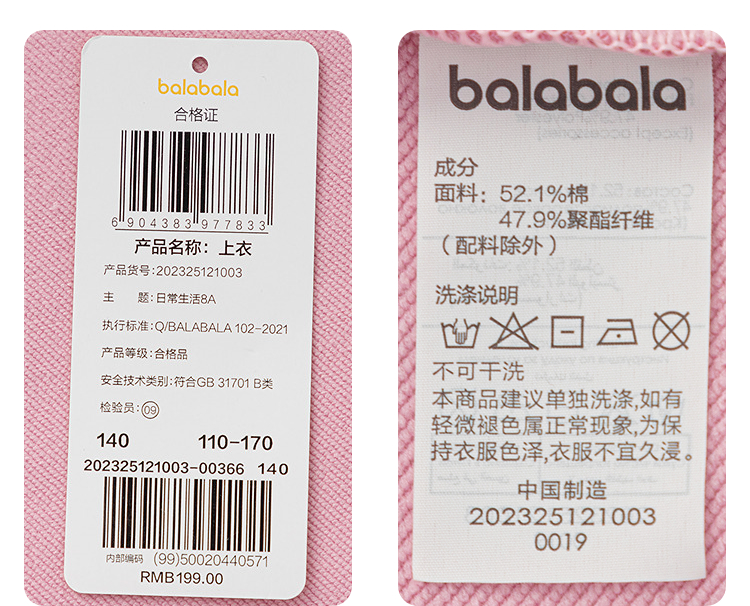 balabala
合格证
6 904383 977833
产品名称：上衣
产品货号：202325121003
主 题：日常生活8A
执行标准：Q/BALABALA 102-2021
产品等级：合格品
安全技术类别：符合GB 31701 B类
检验员：09
140 110-170
202325121003-00366 140
内部编码 (99)50020440571
RMB199.00
balabala
成分
面料：52.1%棉
47.9%聚酯纤维
（配料除外）
洗涤说明
不可干洗
本商品建议单独洗涤,如有
轻微褪色属正常现象,为保
持衣服色泽,衣服不宜久浸。
中国制造
202325121003
0019